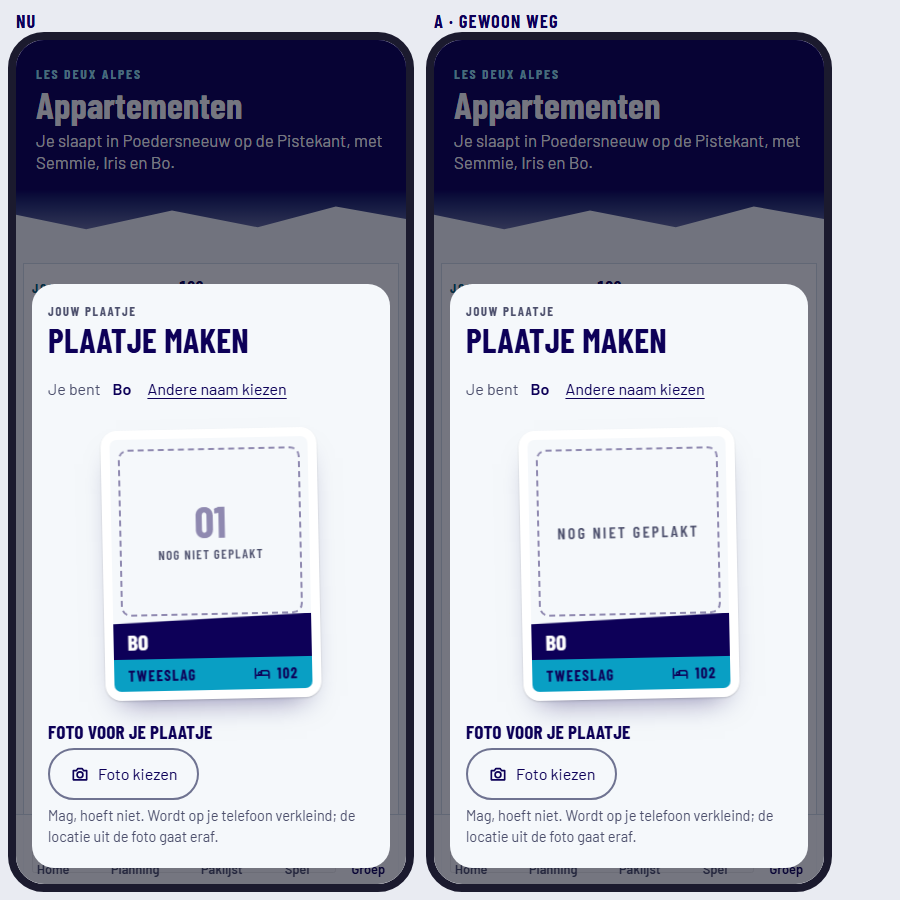 NU
LES DEUX ALPES
Appartementen
Je slaapt in Poedersneeuw op de Pistekant, met
Semmie, Iris en Bo.
JOUW PLAATJE
PLAATJE MAKEN
Je bent Bo Andere naam kiezen
01
NOG NIET GEPLAKT
BO
TWEESLAG 102
FOTO VOOR JE PLAATJE
Foto kiezen
Mag, hoeft niet. Wordt op je telefoon verkleind; de
locatie uit de foto gaat eraf.
Home Planning Paklijst Spel Groep
A · GEWOON WEG
LES DEUX ALPES
Appartementen
Je slaapt in Poedersneeuw op de Pistekant, met
Semmie, Iris en Bo.
JOUW PLAATJE
PLAATJE MAKEN
Je bent Bo Andere naam kiezen
NOG NIET GEPLAKT
BO
TWEESLAG 102
FOTO VOOR JE PLAATJE
Foto kiezen
Mag, hoeft niet. Wordt op je telefoon verkleind; de
locatie uit de foto gaat eraf.
Home Planning Paklijst Spel Groep